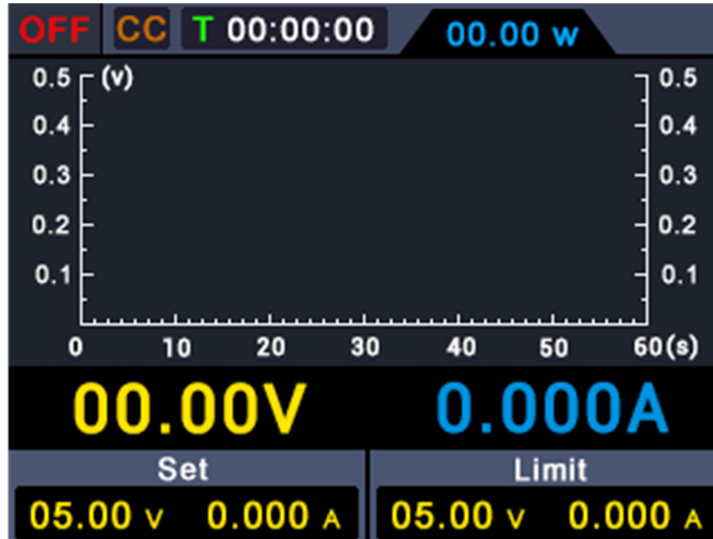 OFF CC T 00:00:00 00.00 w
0.5 (v) 0.5
0.4 0.4
0.3 0.3
0.2 0.2
0.1 0.1
0 10 20 30 40 50 60(s)
00.00V 0.000A
Set Limit
05.00 V 0.000 A 05.00 V 0.000 A